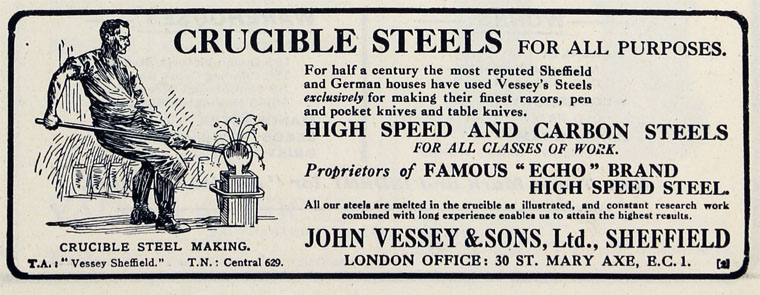 CRUCIBLE STEELS FOR ALL PURPOSES.
For half a century the most reputed Sheffield
and German houses have used Vessey's Steels
exclusively for making their finest razors, pen
and pocket knives and table knives.
HIGH SPEED AND CARBON STEELS
FOR ALL CLASSES OF WORK.
Proprietors of FAMOUS "ECHO" BRAND
HIGH SPEED STEEL.
All our steels are melted in the crucible as illustrated, and constant research work
combined with long experience enables us to attain the highest results.
JOHN VESSEY & SONS, Ltd., SHEFFIELD
LONDON OFFICE: 30 ST. MARY AXE, E.C. 1.
CRUCIBLE STEEL MAKING.
T.A.: "Vessey Sheffield." T.N.: Central 629.